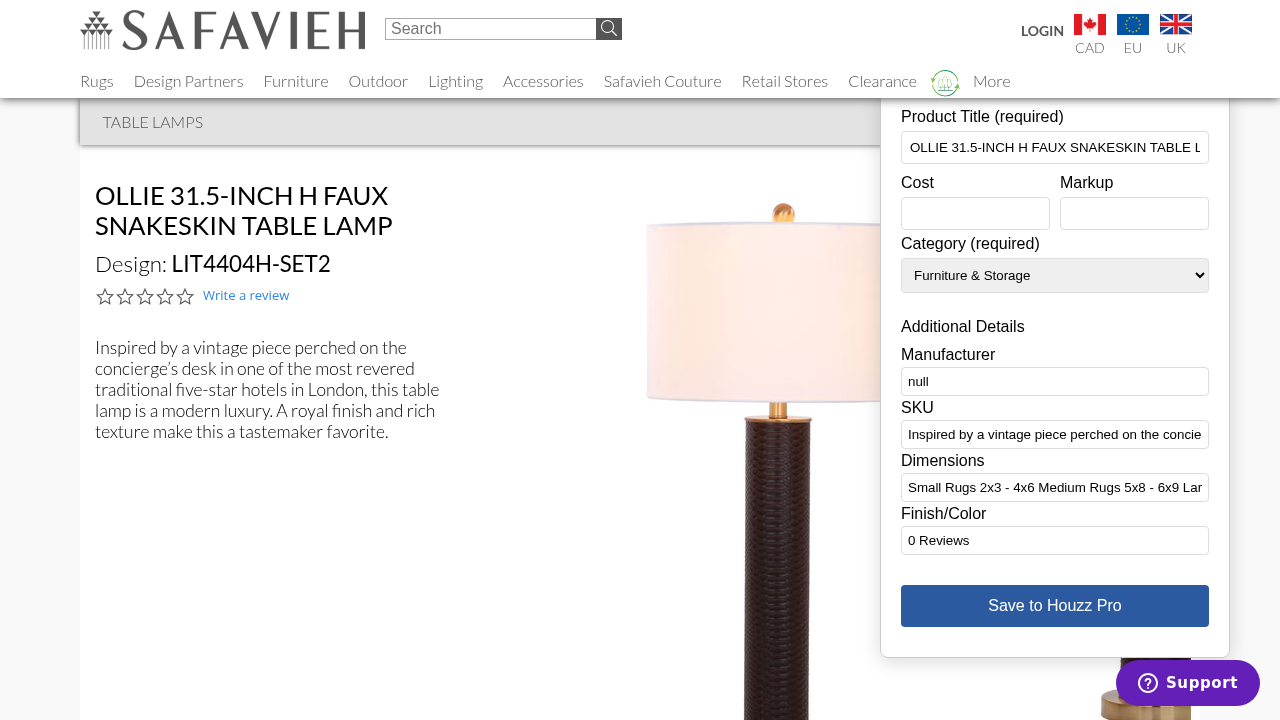 SAFAVIEH
Search
LOGIN
CAD
EU
UK
Rugs
Design Partners
Furniture
Outdoor
Lighting
Accessories
Safavieh Couture
Retail Stores
Clearance
More
TABLE LAMPS
OLLIE 31.5-INCH H FAUX
SNAKESKIN TABLE LAMP
Design: LIT4404H-SET2
Write a review
Inspired by a vintage piece perched on the
concierge’s desk in one of the most revered
traditional five-star hotels in London, this table
lamp is a modern luxury. A royal finish and rich
texture make this a tastemaker favorite.
Product Title (required)
OLLIE 31.5-INCH H FAUX SNAKESKIN TABLE L
Cost
Markup
Category (required)
Furniture & Storage
Additional Details
Manufacturer
null
SKU
Inspired by a vintage piece perched on the concie
Dimensions
Small Rugs 2x3 - 4x6 Medium Rugs 5x8 - 6x9 Lar
Finish/Color
0 Reviews
Save to Houzz Pro
Support